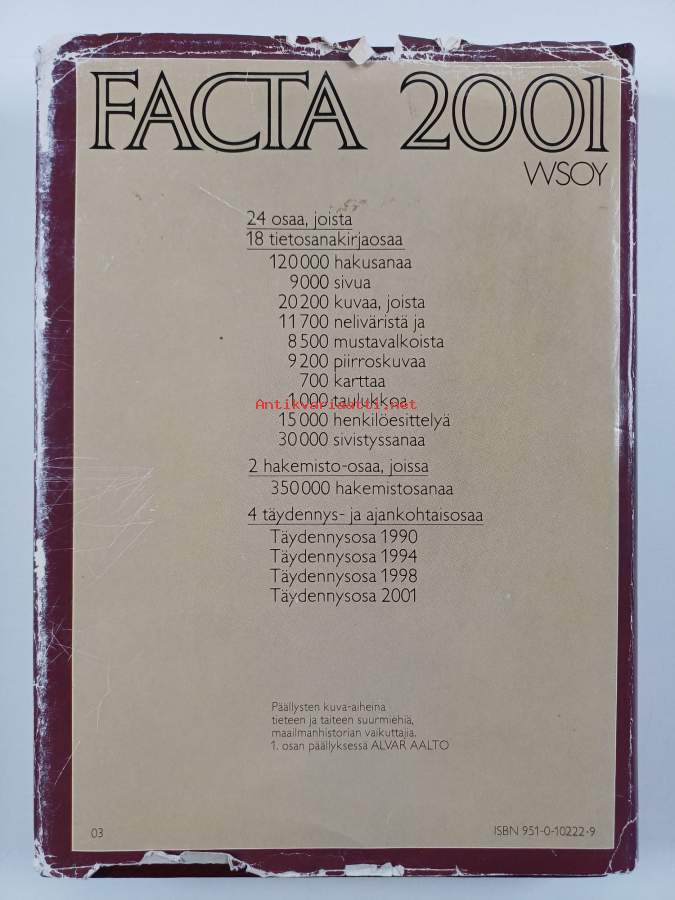 FACTA 2001
WSOY
24 osaa, joista
18 tietosanakirjaosaa
120 000 hakusanaa
9000 sivua
20 200 kuvaa, joista
11 700 neliväristä ja
8 500 mustavalkoista
9 200 piirroskuvaa
700 karttaa
1 000 taulukkoa
Antikvariaatti.net
15 000 henkilöesittelyä
30 000 sivistyssanaa
2 hakemisto-osaa, joissa
350 000 hakemistosanaa
4 täydennys- ja ajankohtaisosaa
Täydennysosa 1990
Täydennysosa 1994
Täydennysosa 1998
Täydennysosa 2001
Päällysten kuva-aiheina
tieteen ja taiteen suurmiehiä,
maailmanhistorian vaikuttajia.
1. osan päällyksessä ALVAR AALTO
03
ISBN 951-0-10222-9